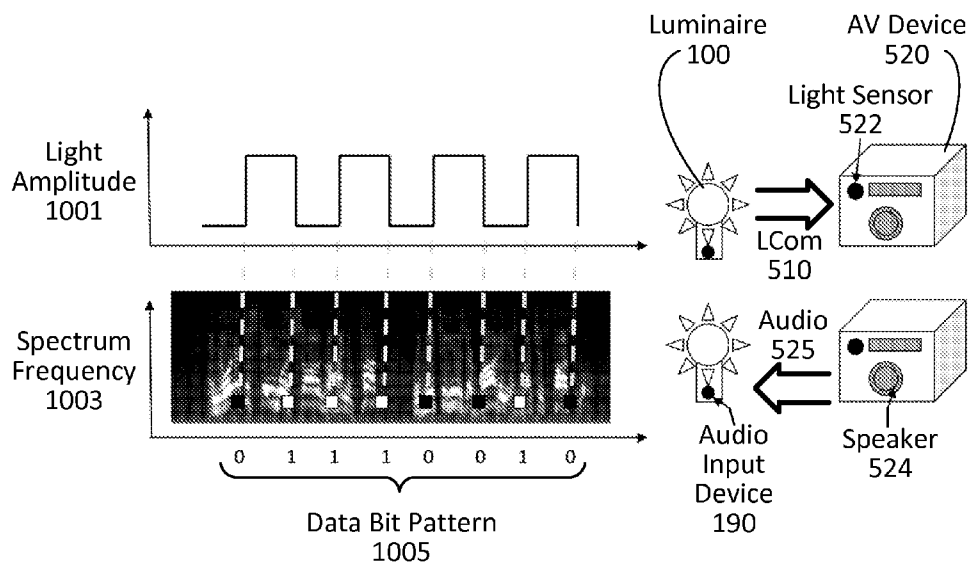 Luminaire
100
AV Device
520
Light Sensor
522
Light
Amplitude
1001
LCom
510
Spectrum
Frequency
1003
Audio
525
0 1 1 1 0 0 1 0
Audio
Input
Device
190
Speaker
524
Data Bit Pattern
1005